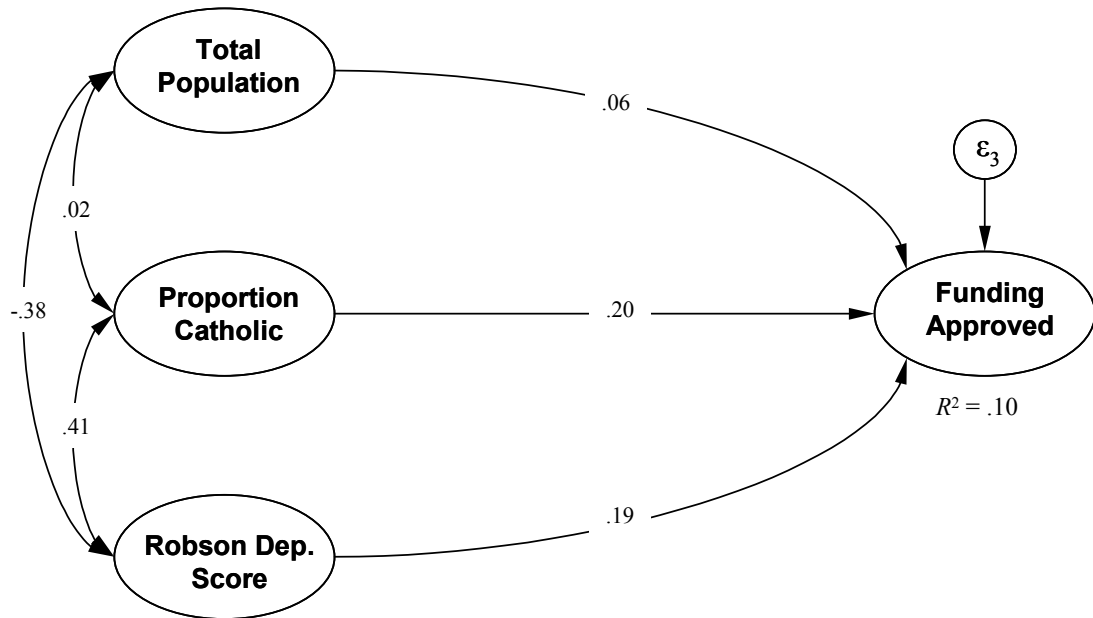 Total
Population
.06
ε3
.02
Proportion
Catholic
-.38
.20
Funding
Approved
R² = .10
.41
.19
Robson Dep.
Score